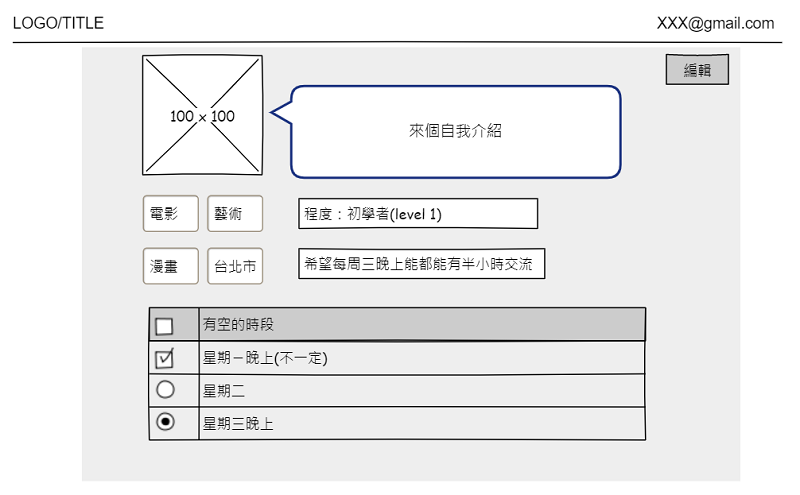 LOGO/TITLE
XXX@gmail.com
編輯
100 x 100
來個自我介紹
電影
藝術
程度：初學者(level 1)
漫畫
台北市
希望每周三晚上能都能有半小時交流
有空的時段
星期一晚上(不一定)
星期二
星期三晚上